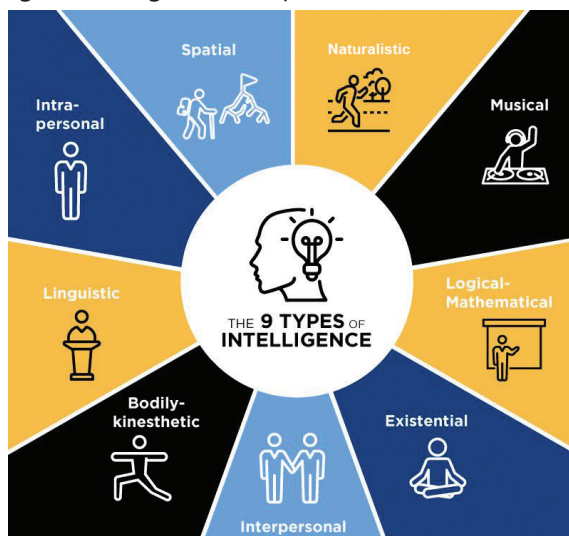 Spatial
Naturalistic
Intra-
personal
Musical
Linguistic
THE 9 TYPES OF
INTELLIGENCE
Logical-
Mathematical
Bodily-
kinesthetic
Existential
Interpersonal